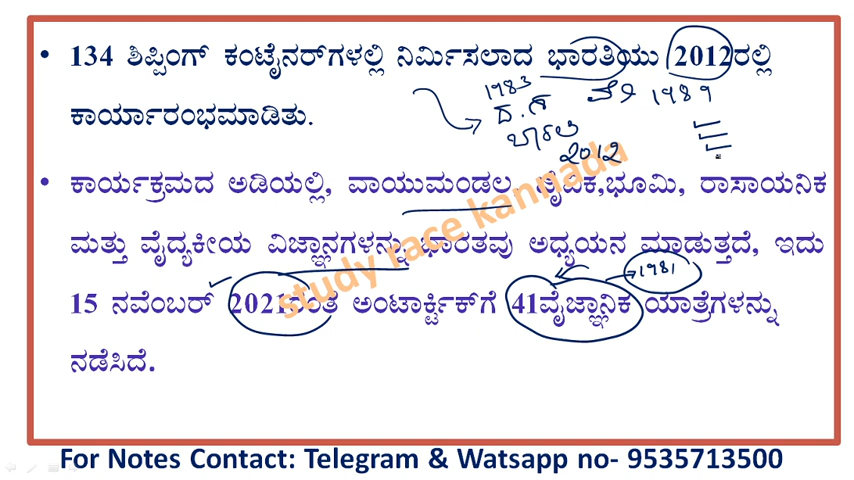 • 134 ಶಿಪ್ಪಿಂಗ್ ಕಂಟೈನರ್‌ಗಳಲ್ಲಿ ನಿರ್ಮಿಸಲಾದ ಭಾರತಿಯು 2012ರಲ್ಲಿ
ಕಾರ್ಯಾರಂಭಮಾಡಿತು.
1983
1989
2012
• ಕಾರ್ಯಕ್ರಮದ ಅಡಿಯಲ್ಲಿ, ವಾಯುಮಂಡಲ, ಜೈವಿಕ,ಭೂಮಿ, ರಾಸಾಯನಿಕ
ಮತ್ತು ವೈದ್ಯಕೀಯ ವಿಜ್ಞಾನಗಳನ್ನು ಭಾರತವು ಅಧ್ಯಯನ ಮಾಡುತ್ತದೆ, ಇದು
1981
15 ನವೆಂಬರ್ 2021ರಂತೆ ಅಂಟಾರ್ಕ್ಟಿಕ್‌ಗೆ 41ವೈಜ್ಞಾನಿಕ ಯಾತ್ರೆಗಳನ್ನು
ನಡೆಸಿದೆ.
study race kannada
For Notes Contact: Telegram & Watsapp no- 9535713500